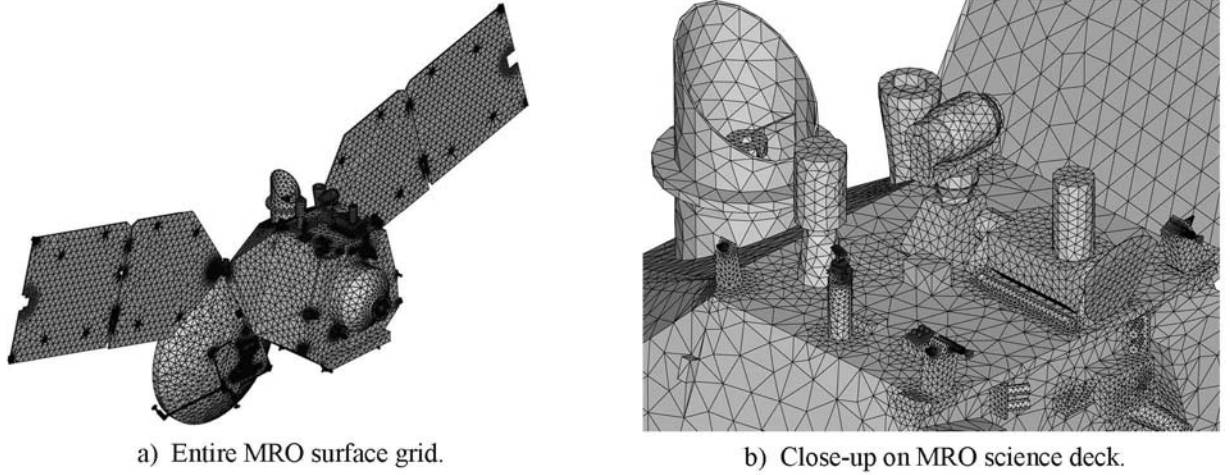 a) Entire MRO surface grid.
b) Close-up on MRO science deck.